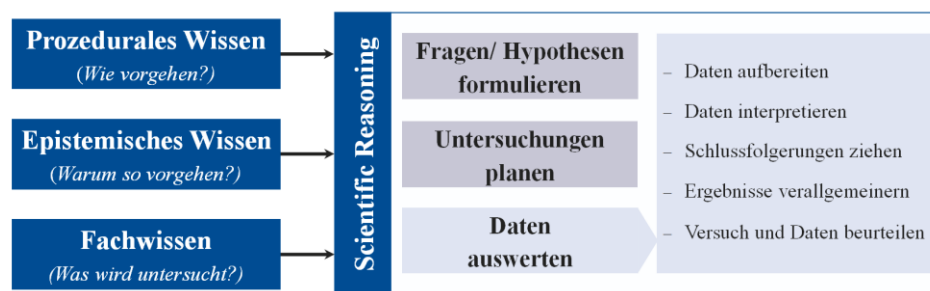 Prozedurales Wissen
(Wie vorgehen?)
Epistemisches Wissen
(Warum so vorgehen?)
Fachwissen
(Was wird untersucht?)
Scientific Reasoning
Fragen/ Hypothesen
formulieren
Untersuchungen
planen
Daten
auswerten
– Daten aufbereiten
– Daten interpretieren
– Schlussfolgerungen ziehen
– Ergebnisse verallgemeinern
– Versuch und Daten beurteilen